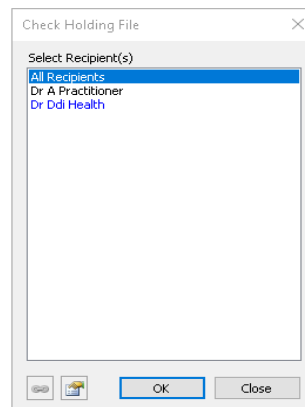 Check Holding File
Select Recipient(s)
All Recipients
Dr A Practitioner
Dr Ddi Health
OK
Close